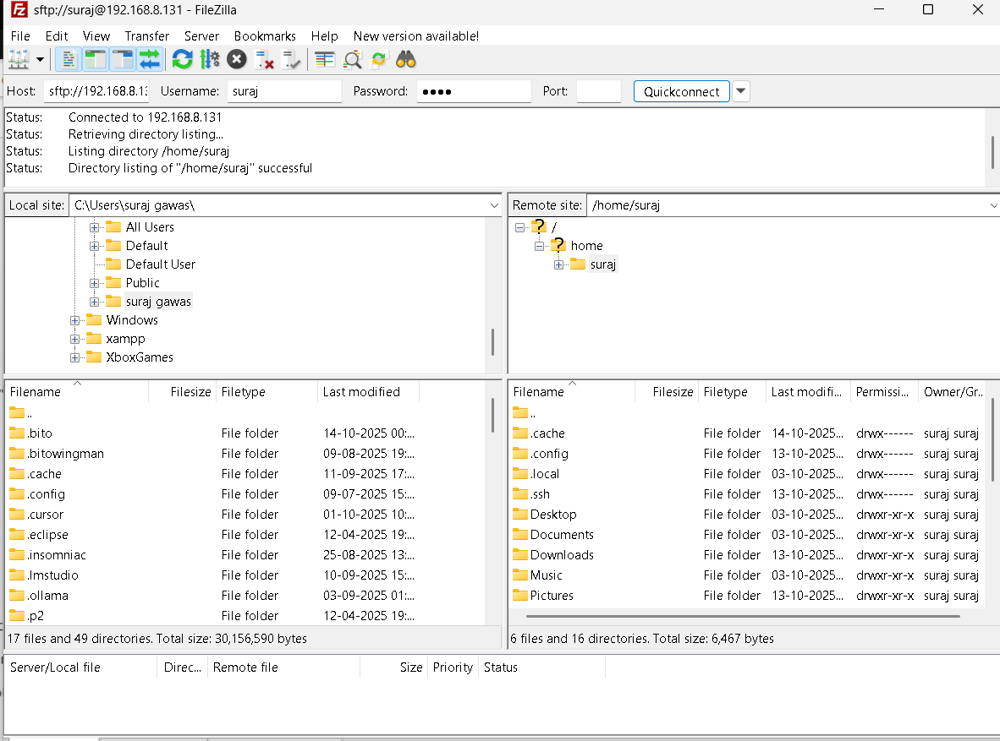 sftp://suraj@192.168.8.131 - FileZilla
File Edit View Transfer Server Bookmarks Help New version available!
Host: sftp://192.168.8.13 Username: suraj Password: ●●●● Port: Quickconnect
Status: Connected to 192.168.8.131
Status: Retrieving directory listing...
Status: Listing directory /home/suraj
Status: Directory listing of "/home/suraj" successful
Local site: C:\Users\suraj gawas\
All Users
Default
Default User
Public
suraj gawas
Windows
xampp
XboxGames
Remote site: /home/suraj
? /
? home
suraj
Filename Filesize Filetype Last modified
..
.bito File folder 14-10-2025 00:...
.bitowingman File folder 09-08-2025 19:...
.cache File folder 11-09-2025 17:...
.config File folder 09-07-2025 15:...
.cursor File folder 01-10-2025 10:...
.eclipse File folder 12-04-2025 19:...
.insomniac File folder 25-08-2025 13:...
.lmstudio File folder 10-09-2025 15:...
.ollama File folder 03-09-2025 01:...
.p2 File folder 12-04-2025 19:...
17 files and 49 directories. Total size: 30,156,590 bytes
Filename Filesize Filetype Last modifi... Permissi... Owner/Gr...
..
.cache File folder 14-10-2025... drwx------ suraj suraj
.config File folder 13-10-2025... drwx------ suraj suraj
.local File folder 03-10-2025... drwx------ suraj suraj
.ssh File folder 13-10-2025... drwx------ suraj suraj
Desktop File folder 03-10-2025... drwxr-xr-x suraj suraj
Documents File folder 03-10-2025... drwxr-xr-x suraj suraj
Downloads File folder 13-10-2025... drwxr-xr-x suraj suraj
Music File folder 03-10-2025... drwxr-xr-x suraj suraj
Pictures File folder 13-10-2025... drwxr-xr-x suraj suraj
6 files and 16 directories. Total size: 6,467 bytes
Server/Local file Direc... Remote file Size Priority Status